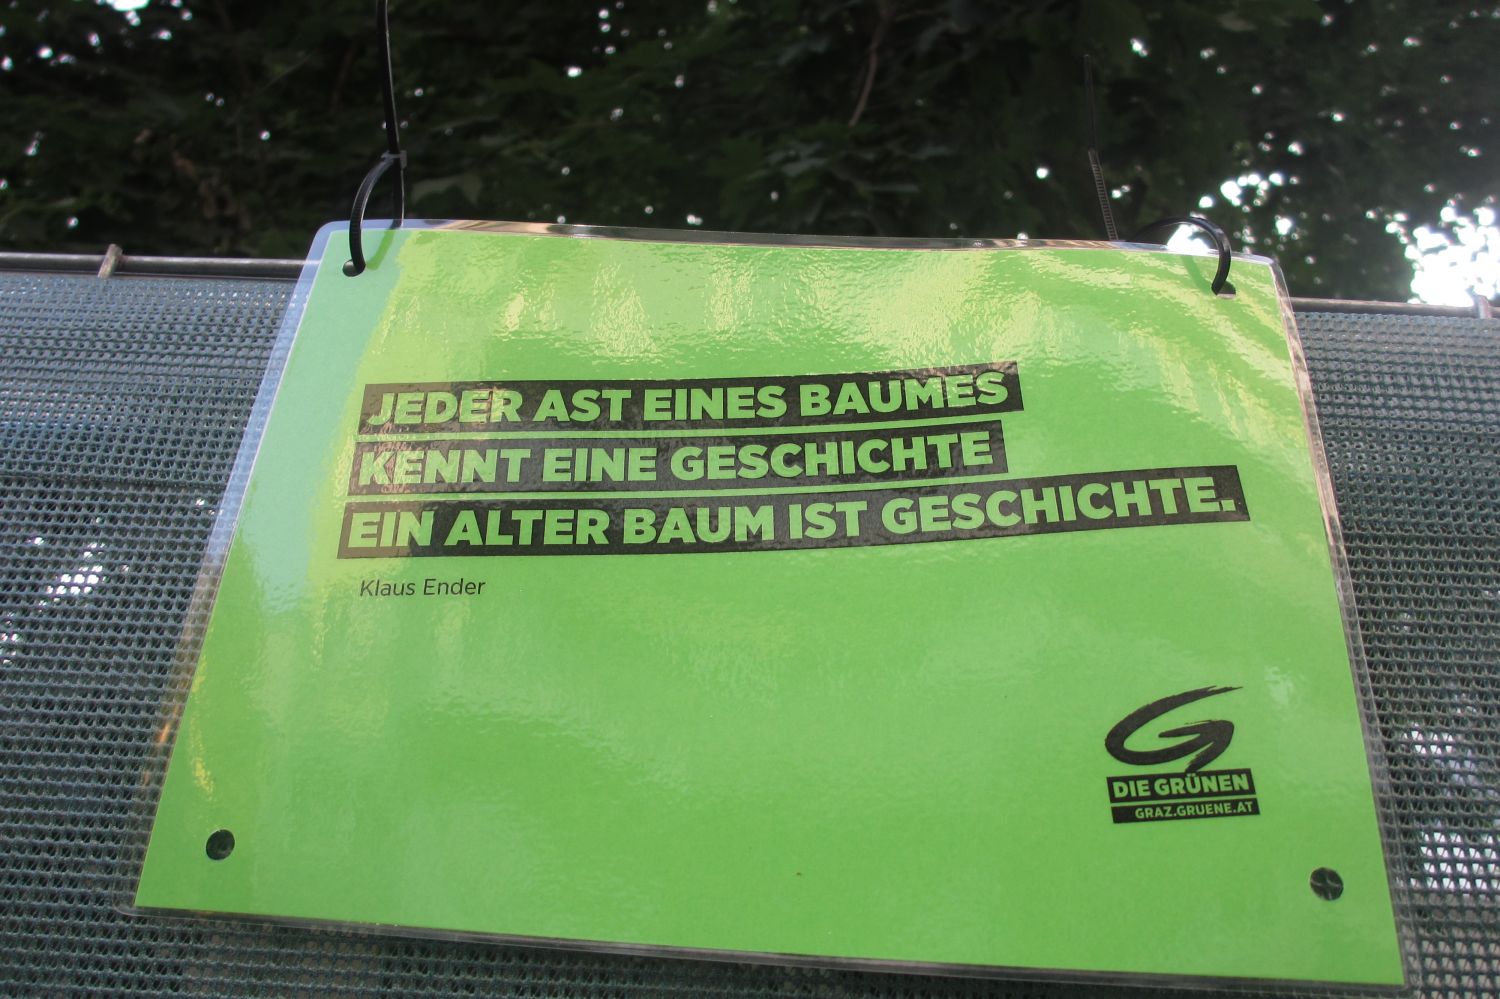 JEDER AST EINES BAUMES
KENNT EINE GESCHICHTE
EIN ALTER BAUM IST GESCHICHTE.
Klaus Ender
DIE GRÜNEN
GRAZ.GRUENE.AT